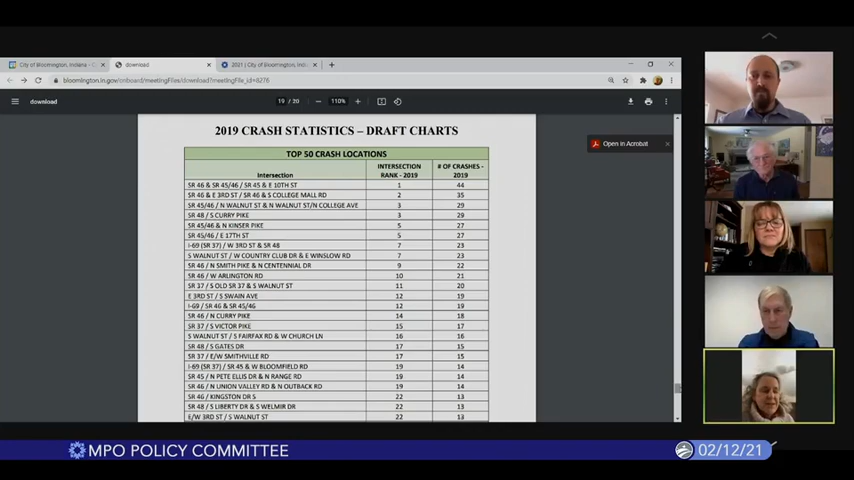 City of Bloomington, Indiana - C
download
2021 | City of Bloomington, Indi
bloomington.in.gov/onboard/meetingFiles/download?meetingFile_id=8276
download
19 / 20
110%
Open in Acrobat
2019 CRASH STATISTICS – DRAFT CHARTS
TOP 50 CRASH LOCATIONS
Intersection INTERSECTION RANK - 2019 # OF CRASHES - 2019
SR 46 & SR 45/46 / SR 45 & E 10TH ST 1 44
SR 46 & E 3RD ST / SR 46 & S COLLEGE MALL RD 2 35
SR 45/46 / N WALNUT ST & N WALNUT ST/N COLLEGE AVE 3 29
SR 48 / S CURRY PIKE 3 29
SR 45/46 & N KINSER PIKE 5 27
SR 45/46 / E 17TH ST 5 27
I-69 (SR 37) / W 3RD ST & SR 48 7 23
S WALNUT ST / W COUNTRY CLUB DR & E WINSLOW RD 7 23
SR 46 / N SMITH PIKE & N CENTENNIAL DR 9 22
SR 46 / W ARLINGTON RD 10 21
SR 37 / S OLD SR 37 & S WALNUT ST 11 20
E 3RD ST / S SWAIN AVE 12 19
I-69 / SR 46 & SR 45/46 12 19
SR 46 / N CURRY PIKE 14 18
SR 37 / S VICTOR PIKE 15 17
S WALNUT ST / S FAIRFAX RD & W CHURCH LN 16 16
SR 48 / S GATES DR 17 15
SR 37 / E/W SMITHVILLE RD 17 15
I-69 (SR 37) / SR 45 & W BLOOMFIELD RD 19 14
SR 45 / N PETE ELLIS DR & N RANGE RD 19 14
SR 46 / N UNION VALLEY RD & N OUTBACK RD 19 14
SR 46 / KINGSTON DR S 22 13
SR 48 / S LIBERTY DR & S WELMIR DR 22 13
E/W 3RD ST / S WALNUT ST 22 13
MPO POLICY COMMITTEE
02/12/21